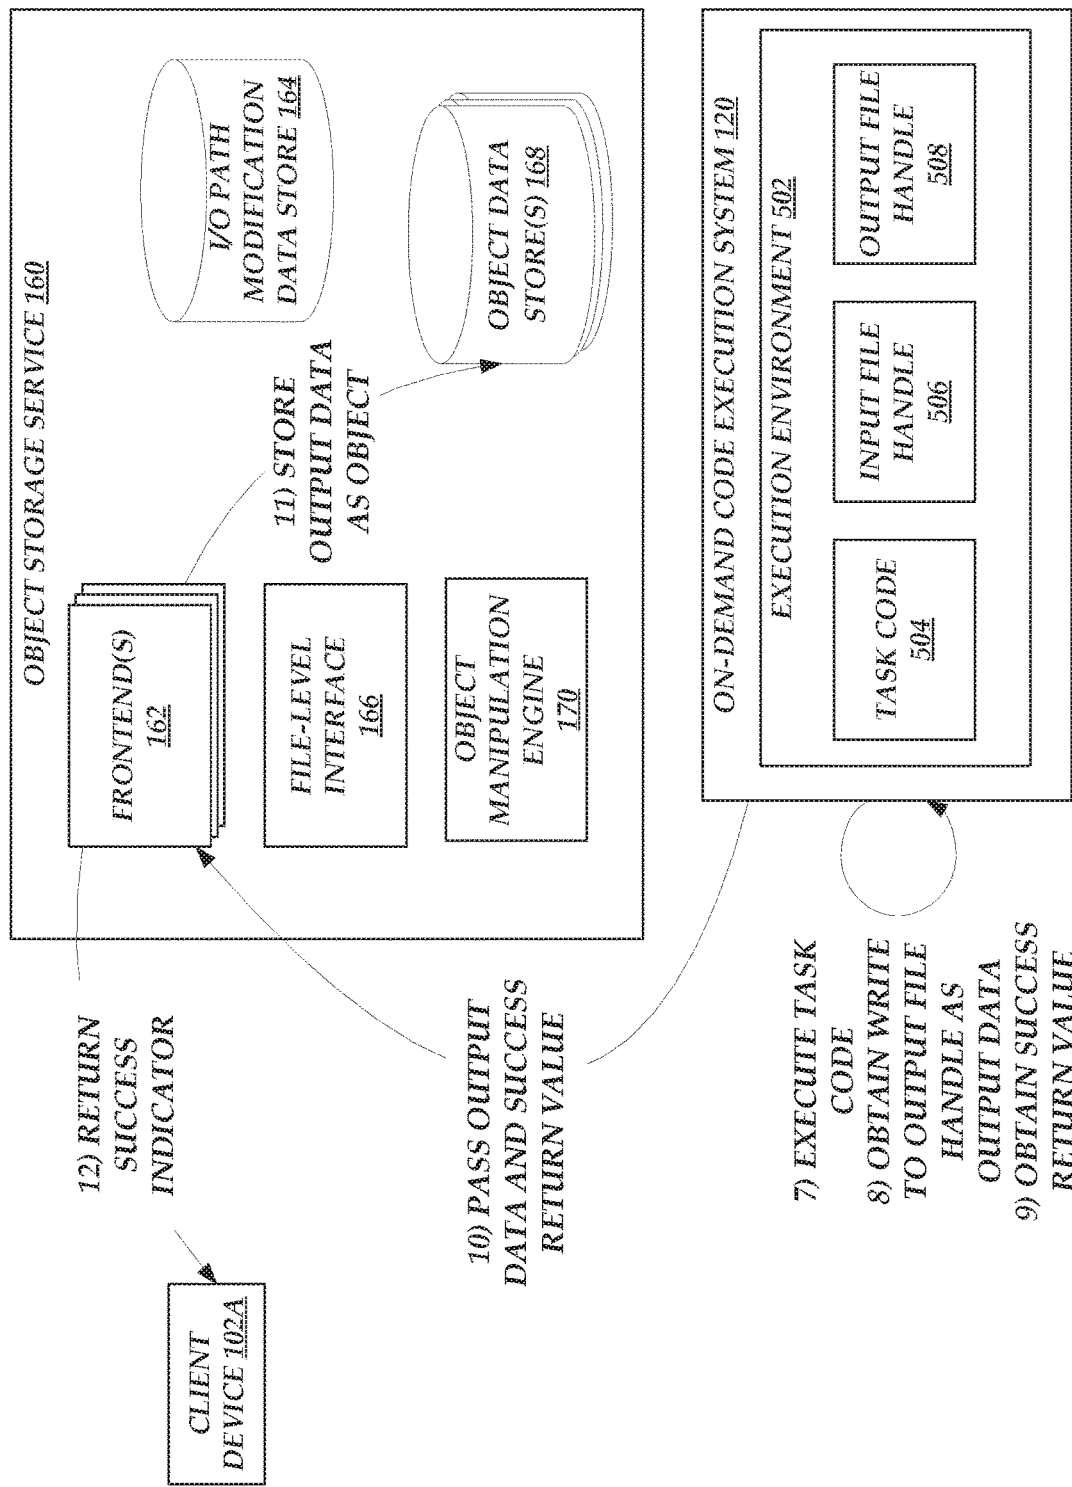 OBJECT STORAGE SERVICE 160
FRONTEND(S)
162
FILE-LEVEL
INTERFACE
166
OBJECT
MANIPULATION
ENGINE
170
I/O PATH
MODIFICATION
DATA STORE 164
OBJECT DATA
STORE(S) 168
11) STORE
OUTPUT DATA
AS OBJECT
12) RETURN
SUCCESS
INDICATOR
CLIENT
DEVICE 102A
10) PASS OUTPUT
DATA AND SUCCESS
RETURN VALUE
ON-DEMAND CODE EXECUTION SYSTEM 120
EXECUTION ENVIRONMENT 502
TASK CODE
504
INPUT FILE
HANDLE
506
OUTPUT FILE
HANDLE
508
7) EXECUTE TASK
CODE
8) OBTAIN WRITE
TO OUTPUT FILE
HANDLE AS
OUTPUT DATA
9) OBTAIN SUCCESS
RETURN VALUE